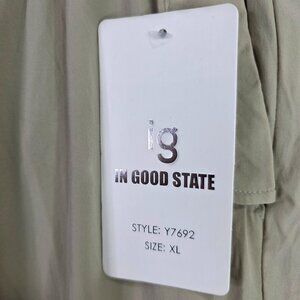 ig
IN GOOD STATE
STYLE: Y7692
SIZE: XL